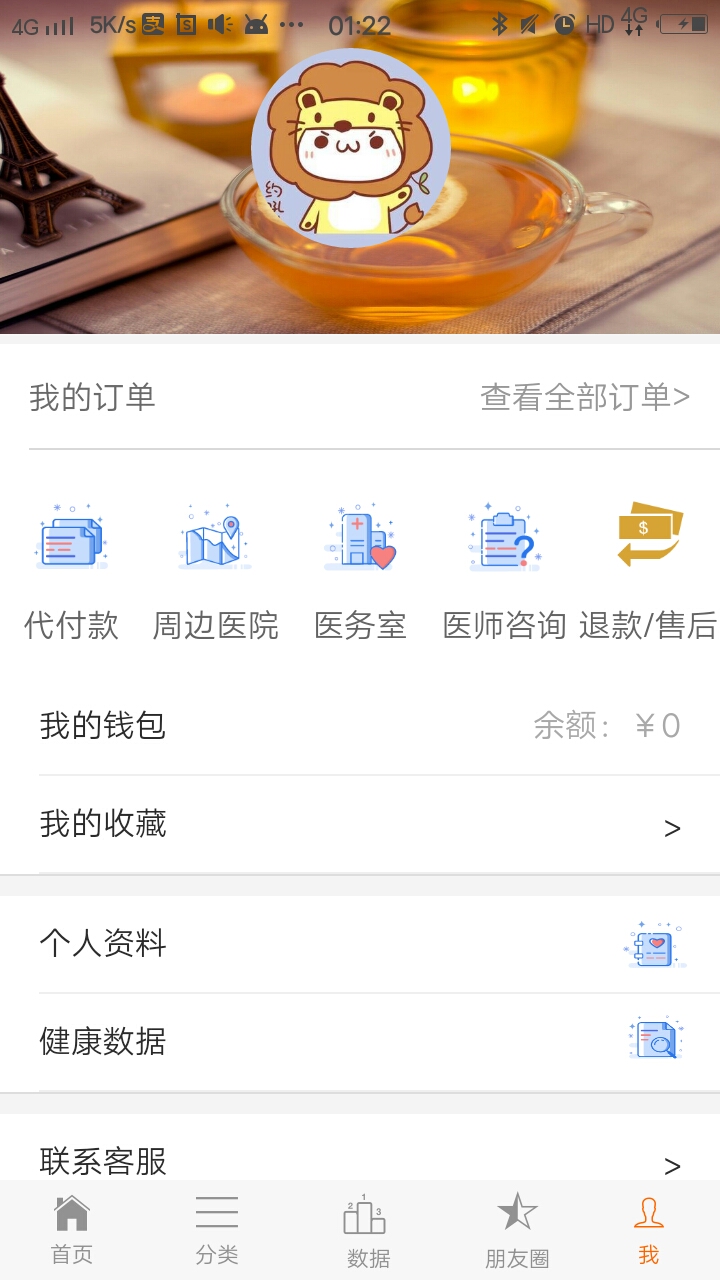 4G 5K/s 01:22 HD 4G
我的订单 查看全部订单>
代付款 周边医院 医务室 医师咨询 退款/售后
我的钱包 余额: ￥0
我的收藏 >
个人资料
健康数据
联系客服 >
首页 分类 数据 朋友圈 我